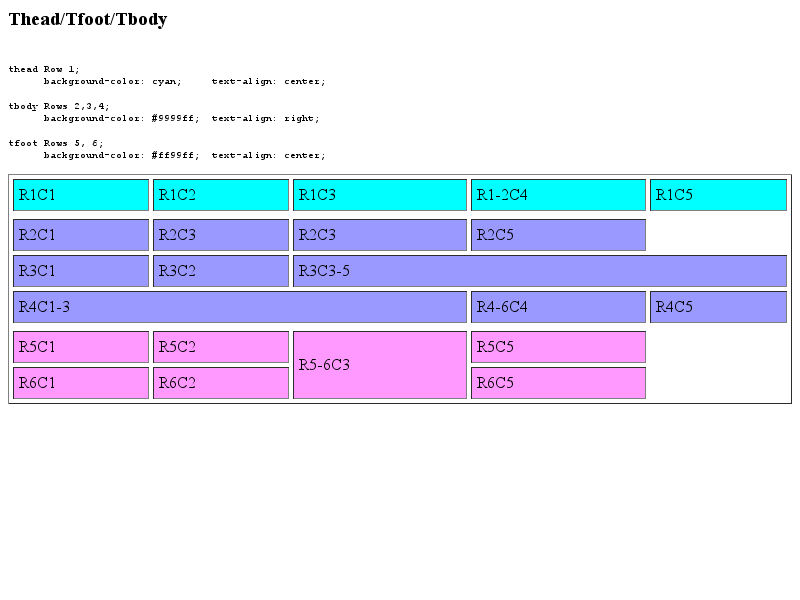 Thead/Tfoot/Tbody
thead Row 1;
background-color: cyan; text-align: center;
tbody Rows 2,3,4;
background-color: #9999ff; text-align: right;
tfoot Rows 5, 6;
background-color: #ff99ff; text-align: center;
R1C1 R1C2 R1C3 R1-2C4 R1C5
R2C1 R2C3 R2C3 R2C5
R3C1 R3C2 R3C3-5
R4C1-3 R4-6C4 R4C5
R5C1 R5C2 R5-6C3 R5C5
R6C1 R6C2 R6C5